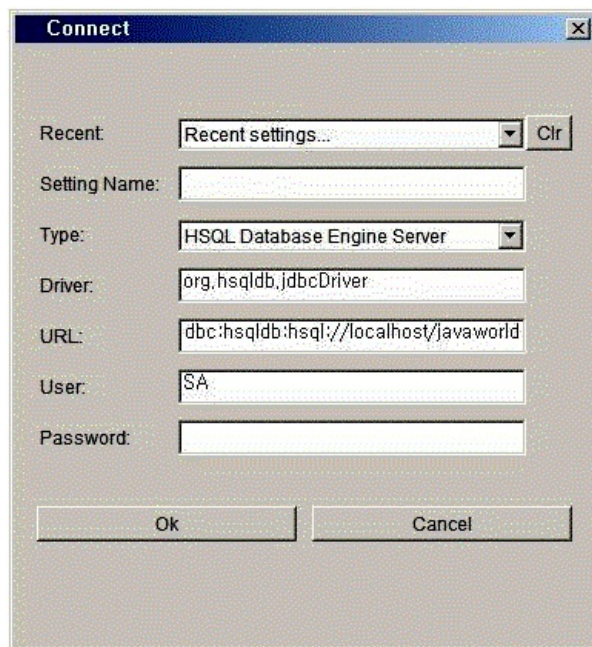 Connect
Recent: Recent settings... Clr
Setting Name:
Type: HSQL Database Engine Server
Driver: org.hsqldb.jdbcDriver
URL: dbc:hsqldb:hsql://localhost/javaworld
User: SA
Password:
Ok Cancel